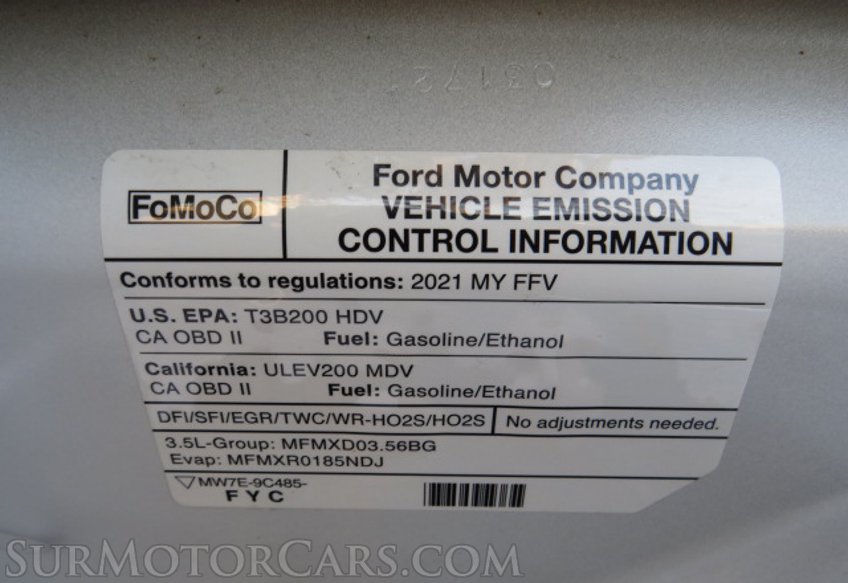 FoMoCo
Ford Motor Company
VEHICLE EMISSION
CONTROL INFORMATION
Conforms to regulations: 2021 MY FFV
U.S. EPA: T3B200 HDV
CA OBD II Fuel: Gasoline/Ethanol
California: ULEV200 MDV
CA OBD II Fuel: Gasoline/Ethanol
DFI/SFI/EGR/TWC/WR-HO2S/HO2S No adjustments needed.
3.5L-Group: MFMXD03.56BG
Evap: MFMXR0185NDJ
MW7E-9C485-
FYC
SURMOTORCARS.COM